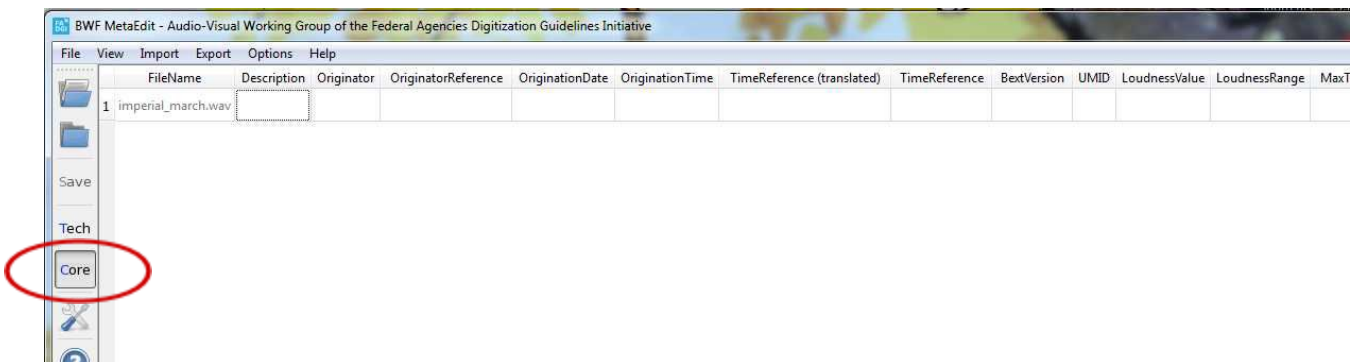 BWF MetaEdit - Audio-Visual Working Group of the Federal Agencies Digitization Guidelines Initiative
File View Import Export Options Help
FileName Description Originator OriginatorReference OriginationDate OriginationTime TimeReference (translated) TimeReference BextVersion UMID LoudnessValue LoudnessRange MaxT
1 imperial_march.wav
Save
Tech
Core